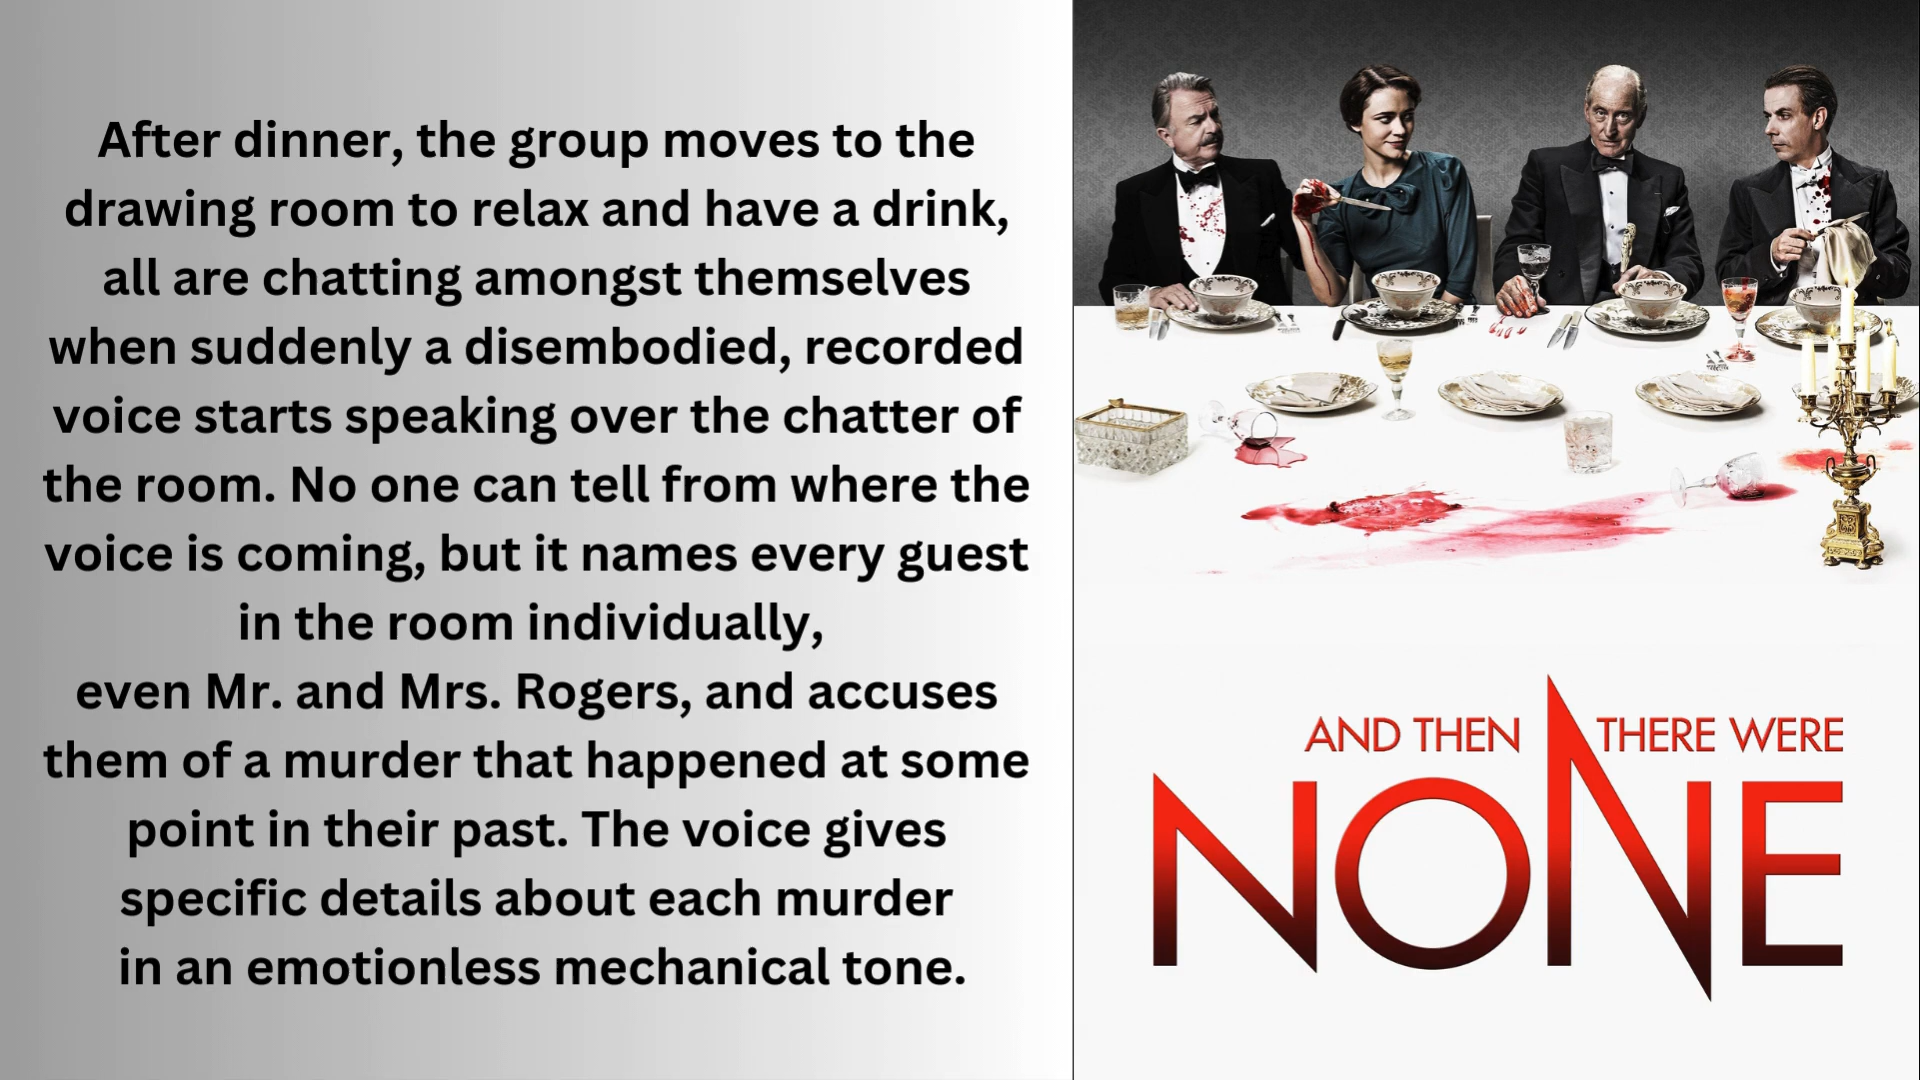 After dinner, the group moves to the
drawing room to relax and have a drink,
all are chatting amongst themselves
when suddenly a disembodied, recorded
voice starts speaking over the chatter of
the room. No one can tell from where the
voice is coming, but it names every guest
in the room individually,
even Mr. and Mrs. Rogers, and accuses
them of a murder that happened at some
point in their past. The voice gives
specific details about each murder
in an emotionless mechanical tone.
AND THEN THERE WERE
NONE